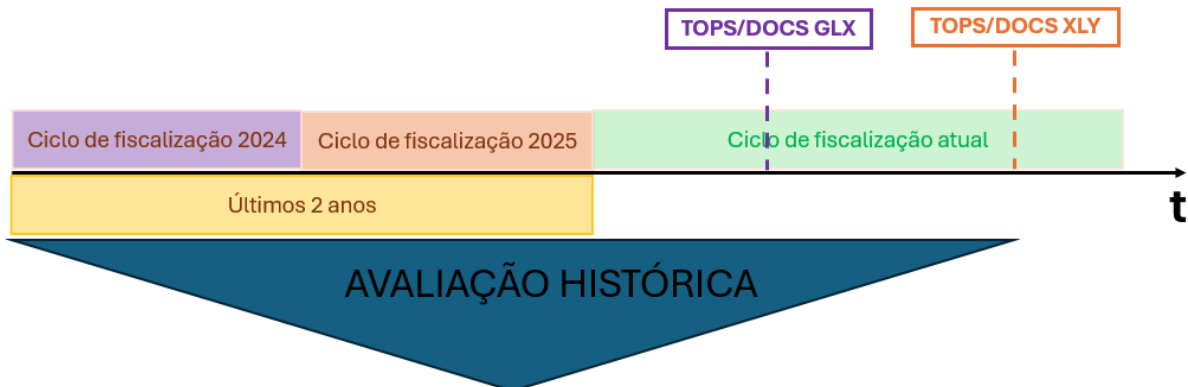 TOPS/DOCS GLX
TOPS/DOCS XLY
Ciclo de fiscalização 2024
Ciclo de fiscalização 2025
Ciclo de fiscalização atual
Últimos 2 anos
t
AVALIAÇÃO HISTÓRICA